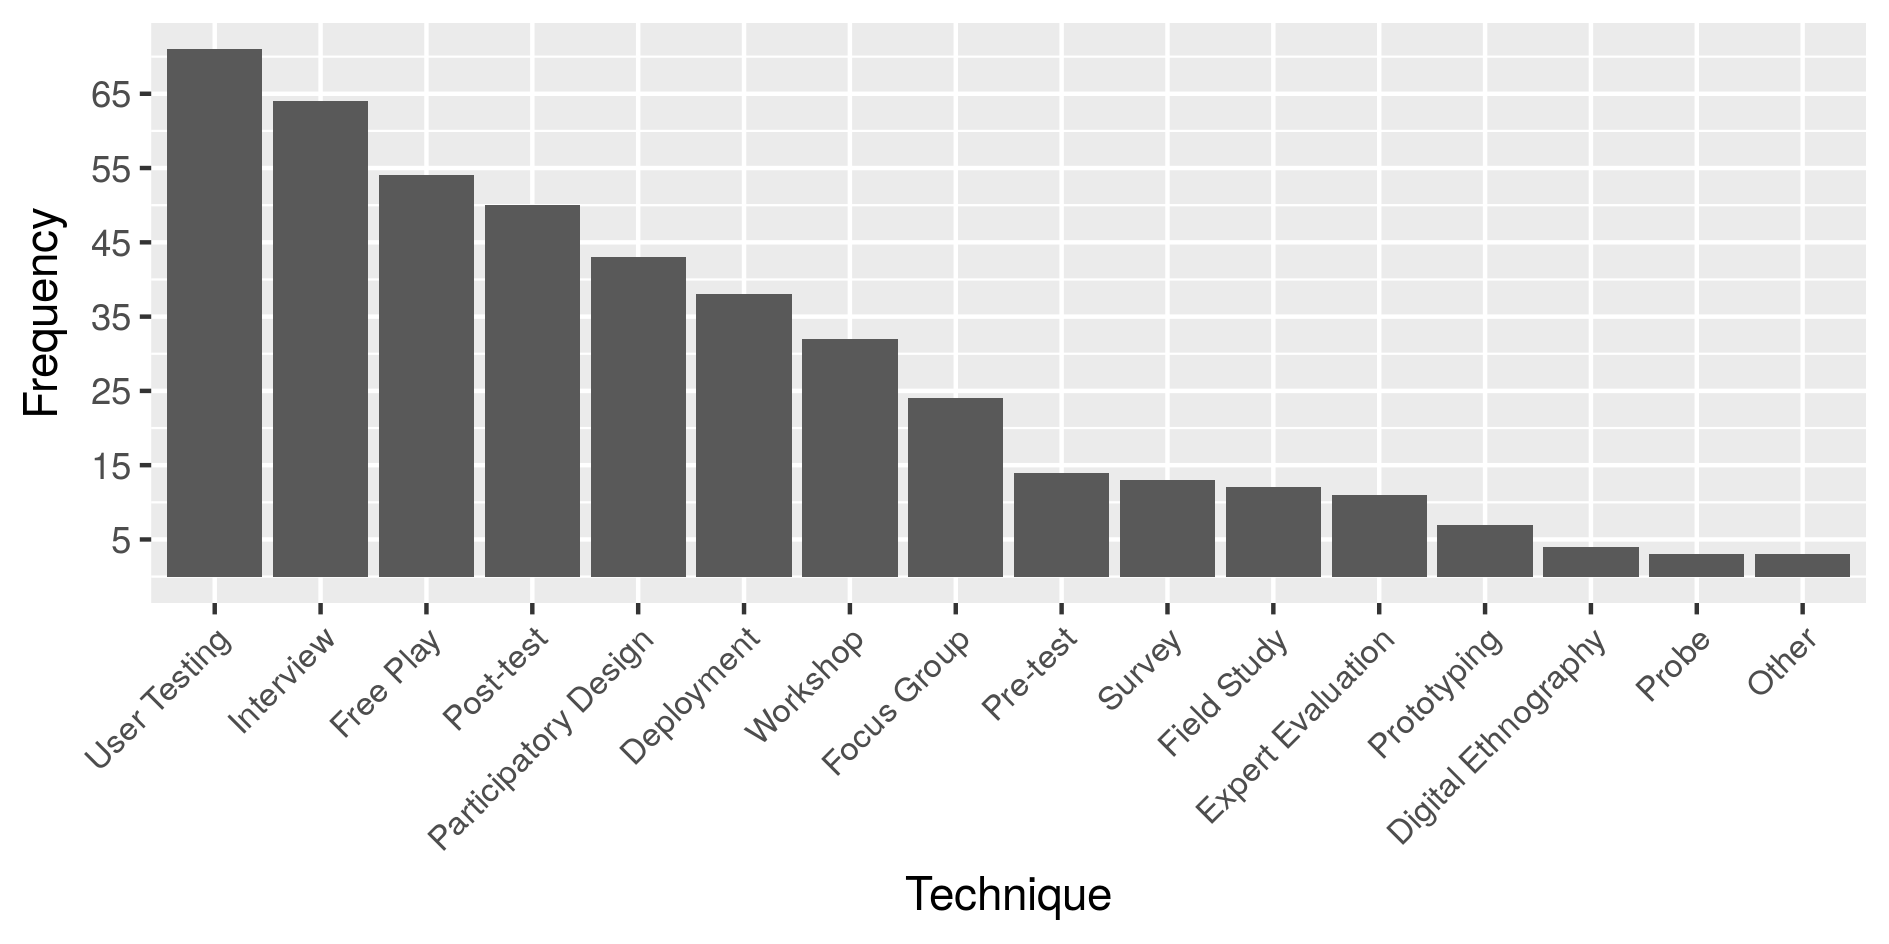 Frequency
65
55
45
35
25
15
5
User Testing
Interview
Free Play
Post-test
Participatory Design
Deployment
Workshop
Focus Group
Pre-test
Survey
Field Study
Expert Evaluation
Prototyping
Digital Ethnography
Probe
Other
Technique